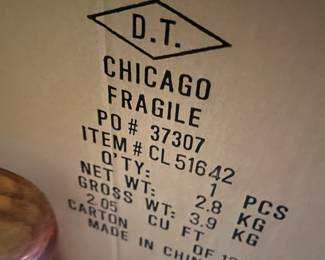 D.T.
CHICAGO
FRAGILE
PO # 37307
ITEM # CL 51642
Q'TY: 1 PCS
NET WT: 2.8 KG
GROSS WT: 3.9 KG
2.05 CU FT
CARTON OF
MADE IN